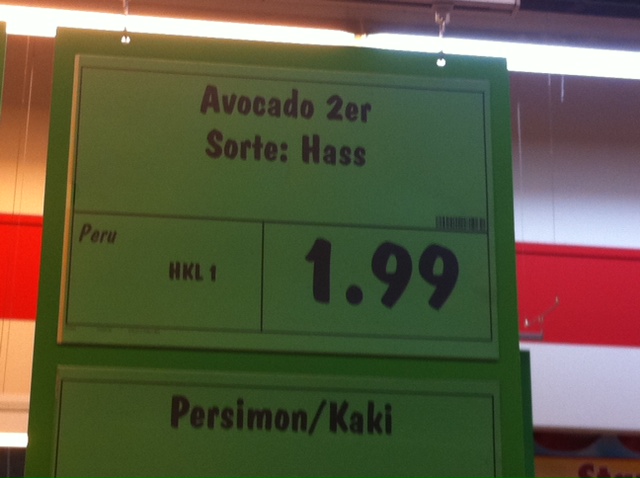 Avocado 2er
Sorte: Hass
Peru
HKL 1
1.99
Persimon/Kaki